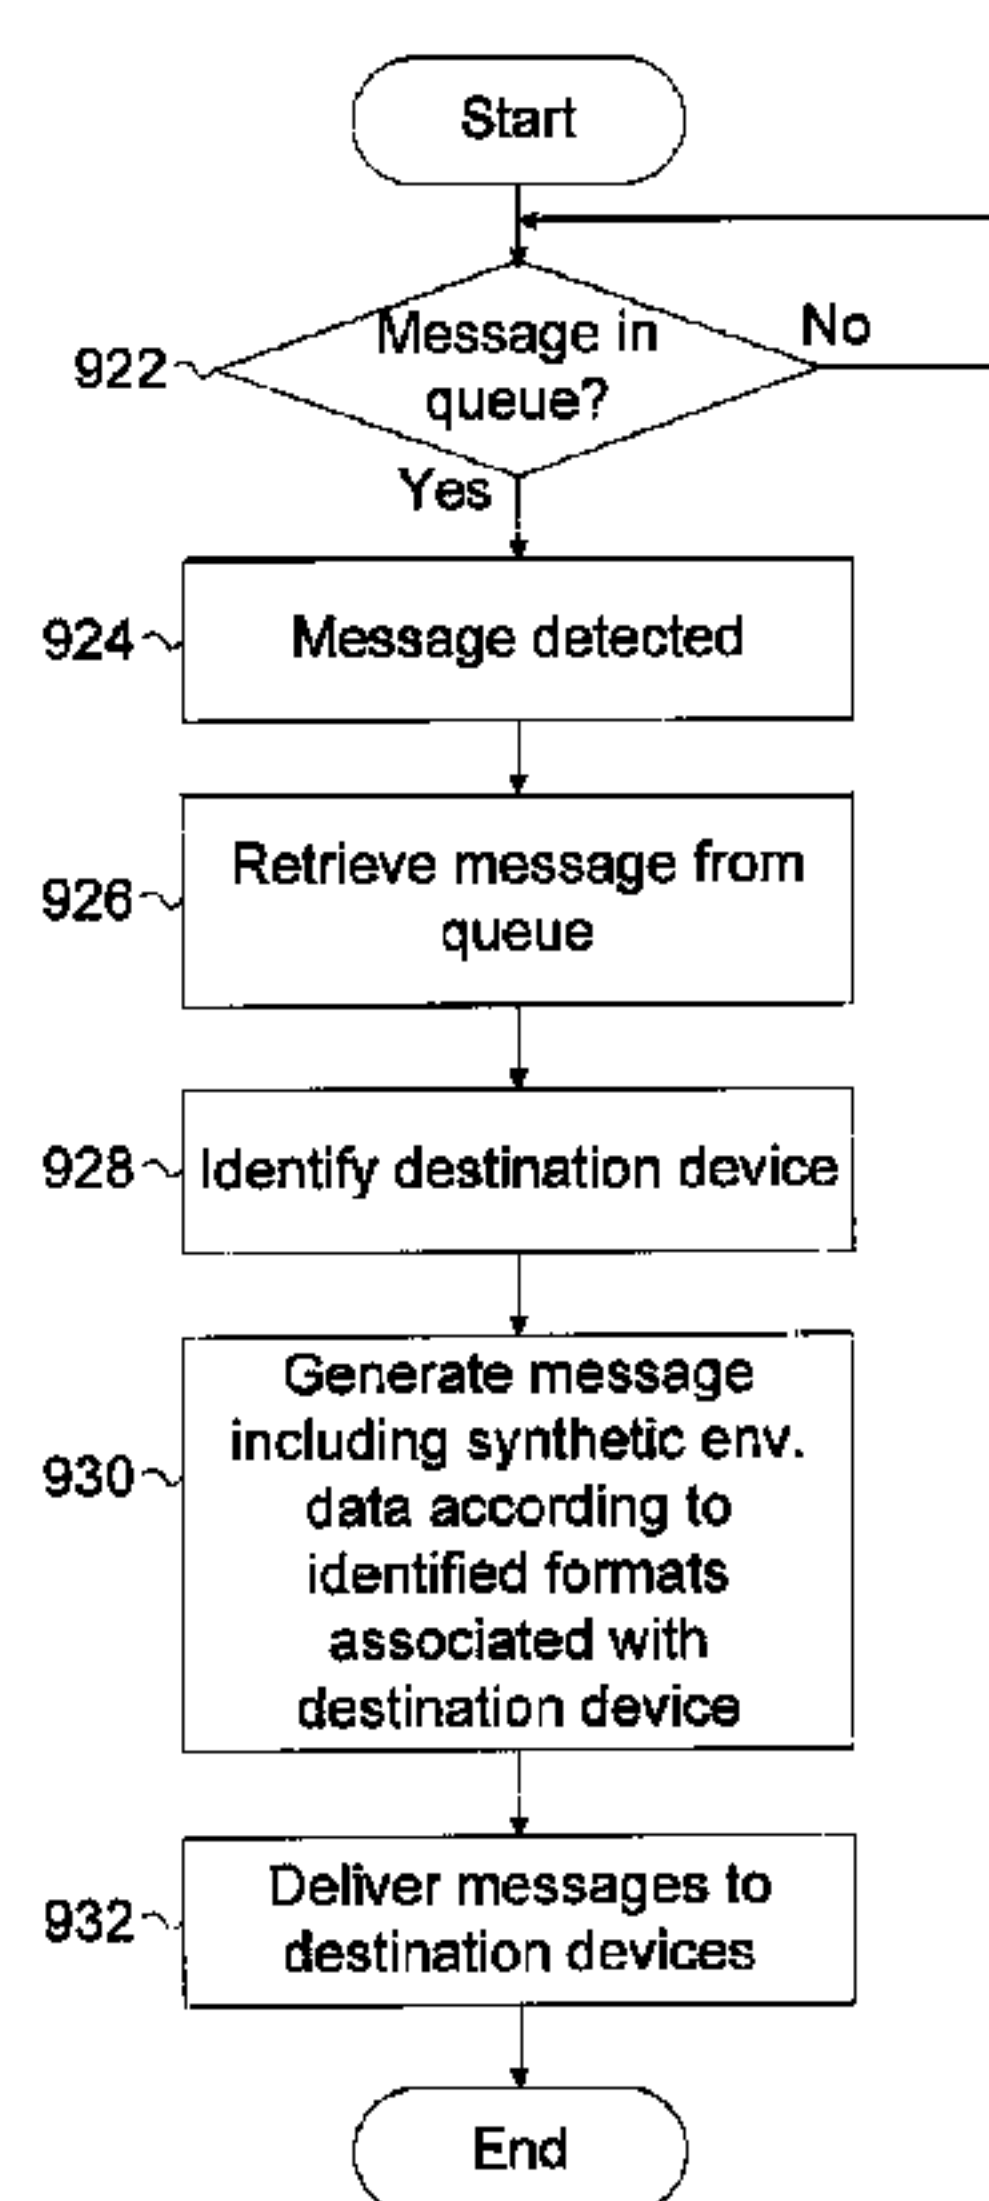 Start
Message in
queue?
No
922
Yes
924
Message detected
926
Retrieve message from
queue
928
Identify destination device
930
Generate message
including synthetic env.
data according to
identified formats
associated with
destination device
932
Deliver messages to
destination devices
End